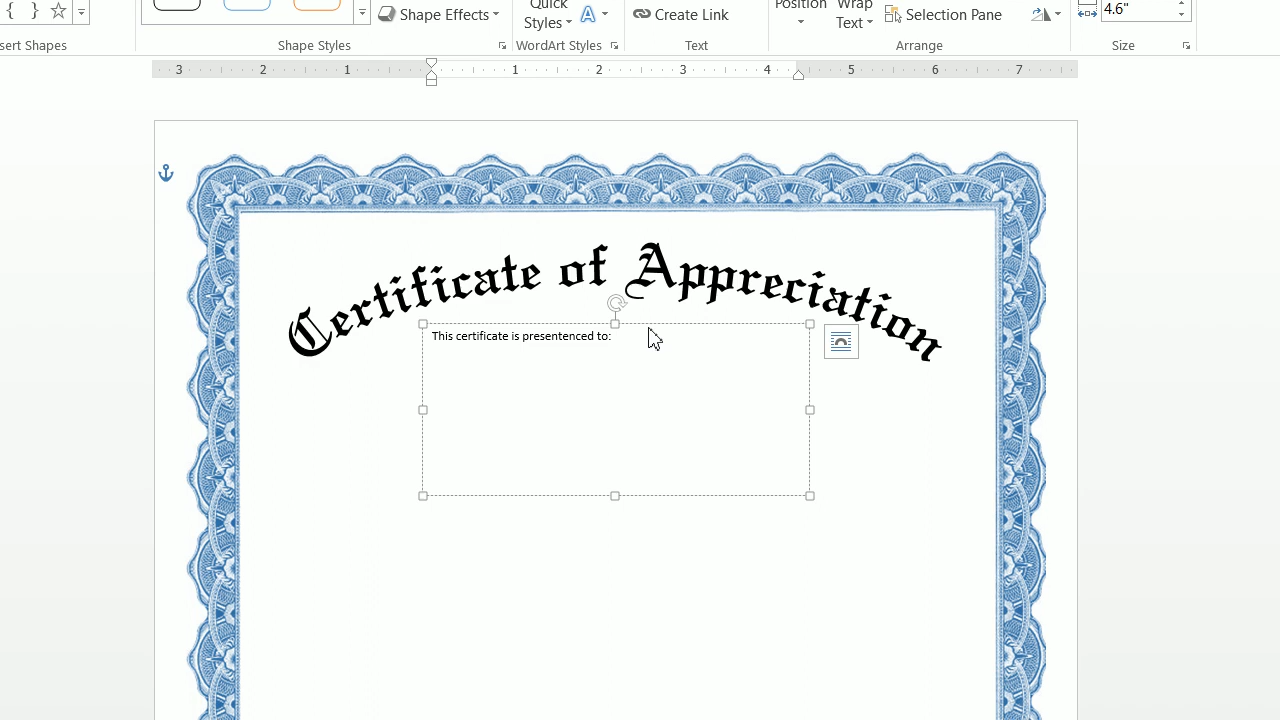 Quick
Position
Wrap
4.6"
Shape Effects
Styles
A
Create Link
Text
Selection Pane
sert Shapes
Shape Styles
WordArt Styles
Text
Arrange
Size
3 2 1 1 2 3 4 5 6 7
Certificate of Appreciation
This certificate is presentenced to: